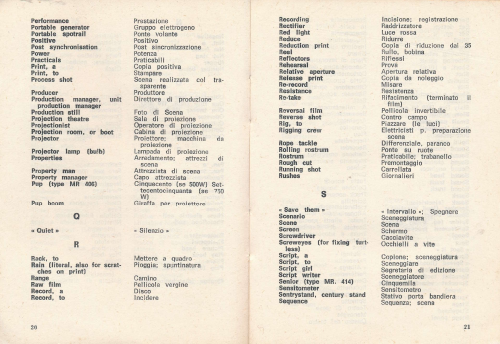 Performance Prestazione
Portable generator Gruppo elettrogeno
Portable spotrail Ponte volante
Positive Positivo
Post synchronisation Post sincronizzazione
Power Potenza
Practicals Praticabili
Print, a Copia positiva
Print, to Stampare
Process shot Scena realizzata col tra-
sparente
Producer Produttore
Production manager, unit Direttore di produzione
production manager
Production still Foto di Scena
Projection theatre Sala di proiezione
Projectionist Operatore di proiezione
Projection room, or booth Cabina di proiezione
Projector Proiettore; macchina da
proiezione
Projector lamp (bulb) Lampada di proiezione
Properties Arredamento; attrezzi di
scena
Property man Attrezzista di scena
Property manager Capo attrezzista
Pup (type MR 406) Cinquecento (se 500W) Set-
tecentocinquanta (se 750
W)
Pup boom Giraffa per proiettore
Q
« Quiet » « Silenzio »
R
Rack, to Mettere a quadro
Rain (literal, also for scrat- Pioggia; spuntinatura
ches on print)
Range Camino
Raw film Pellicola vergine
Record, a Disco
Record, to Incidere
20
Recording Incisione; registrazione
Rectifier Raddrizzatore
Red light Luce rossa
Reduce Ridurre
Reduction print Copia di riduzione dal 35
Reel Rullo, bobina
Reflectors Riflessi
Rehearsal Prova
Relative aperture Apertura relativa
Release print Copia da noleggio
Re-record Mixare
Resistance Resistenza
Re-take Rifacimento (terminato il
film)
Reversal film Pellicola invertibile
Reverse shot Contro campo
Rig, to Piazzare (le luci)
Rigging crew Elettricisti p. preparazione
scena
Rope tackle Differenziale, paranco
Rolling rostrum Ponte su ruote
Rostrum Praticabile; trabanello
Rough cut Premontaggio
Running shot Carrellata
Rushes Giornalieri
S
« Save them » « Intervallo »; Spegnere
Scenario Sceneggiatura
Scene Scena
Screen Schermo
Screwdriver Cacciavite
Screweyes (for fixing turt- Occhielli a vite
less)
Script, a Copione; sceneggiatura
Script, to Sceneggiare
Script girl Segretaria di edizione
Script writer Sceneggiatore
Senior (type MR. 414) Cinquemila
Sensitometer Sensitometro
Sentrystand, century stand Stativo porta bandiera
Sequence Sequenza; scena
21